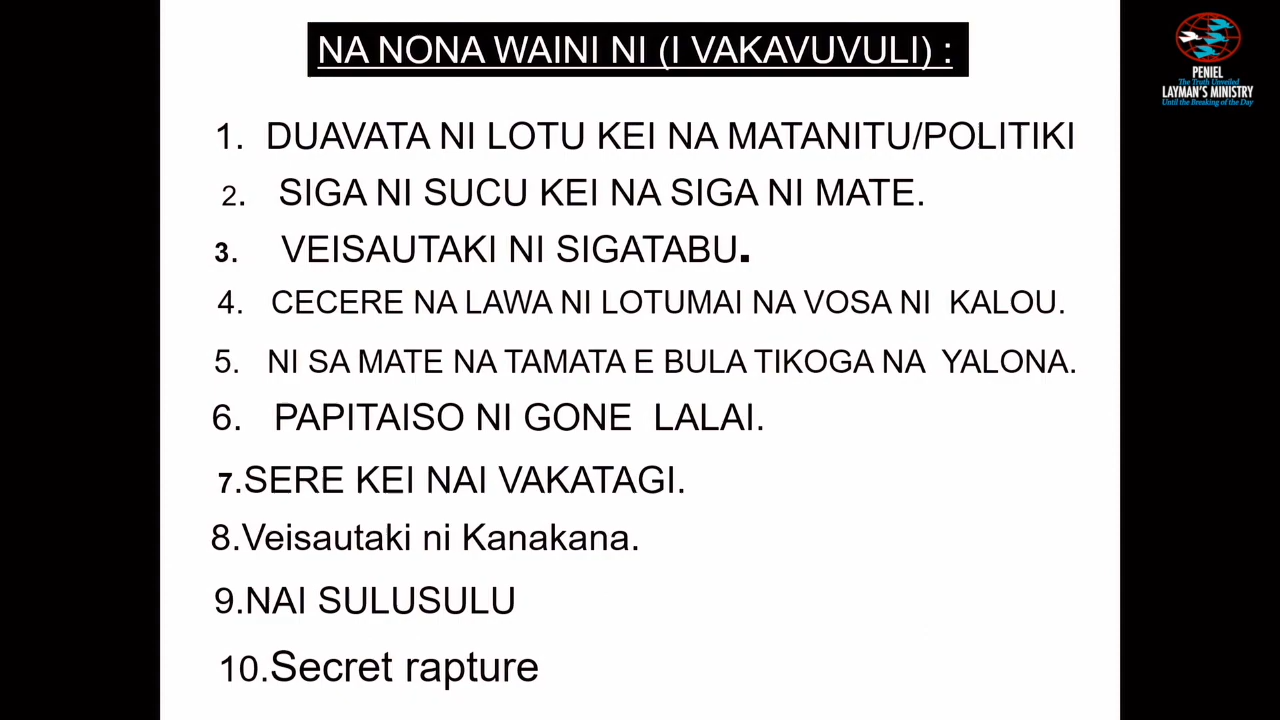 NA NONA WAINI NI (I VAKAVUVULI) :
PENIEL
The Truth Unveiled
LAYMAN'S MINISTRY
Until the Breaking of the Day
1. DUAVATA NI LOTU KEI NA MATANITU/POLITIKI
2. SIGA NI SUCU KEI NA SIGA NI MATE.
3. VEISAUTAKI NI SIGATABU.
4. CECERE NA LAWA NI LOTUMAI NA VOSA NI KALOU.
5. NI SA MATE NA TAMATA E BULA TIKOGA NA YALONA.
6. PAPITAISO NI GONE LALAI.
7.SERE KEI NAI VAKATAGI.
8.Veisautaki ni Kanakana.
9.NAI SULUSULU
10.Secret rapture